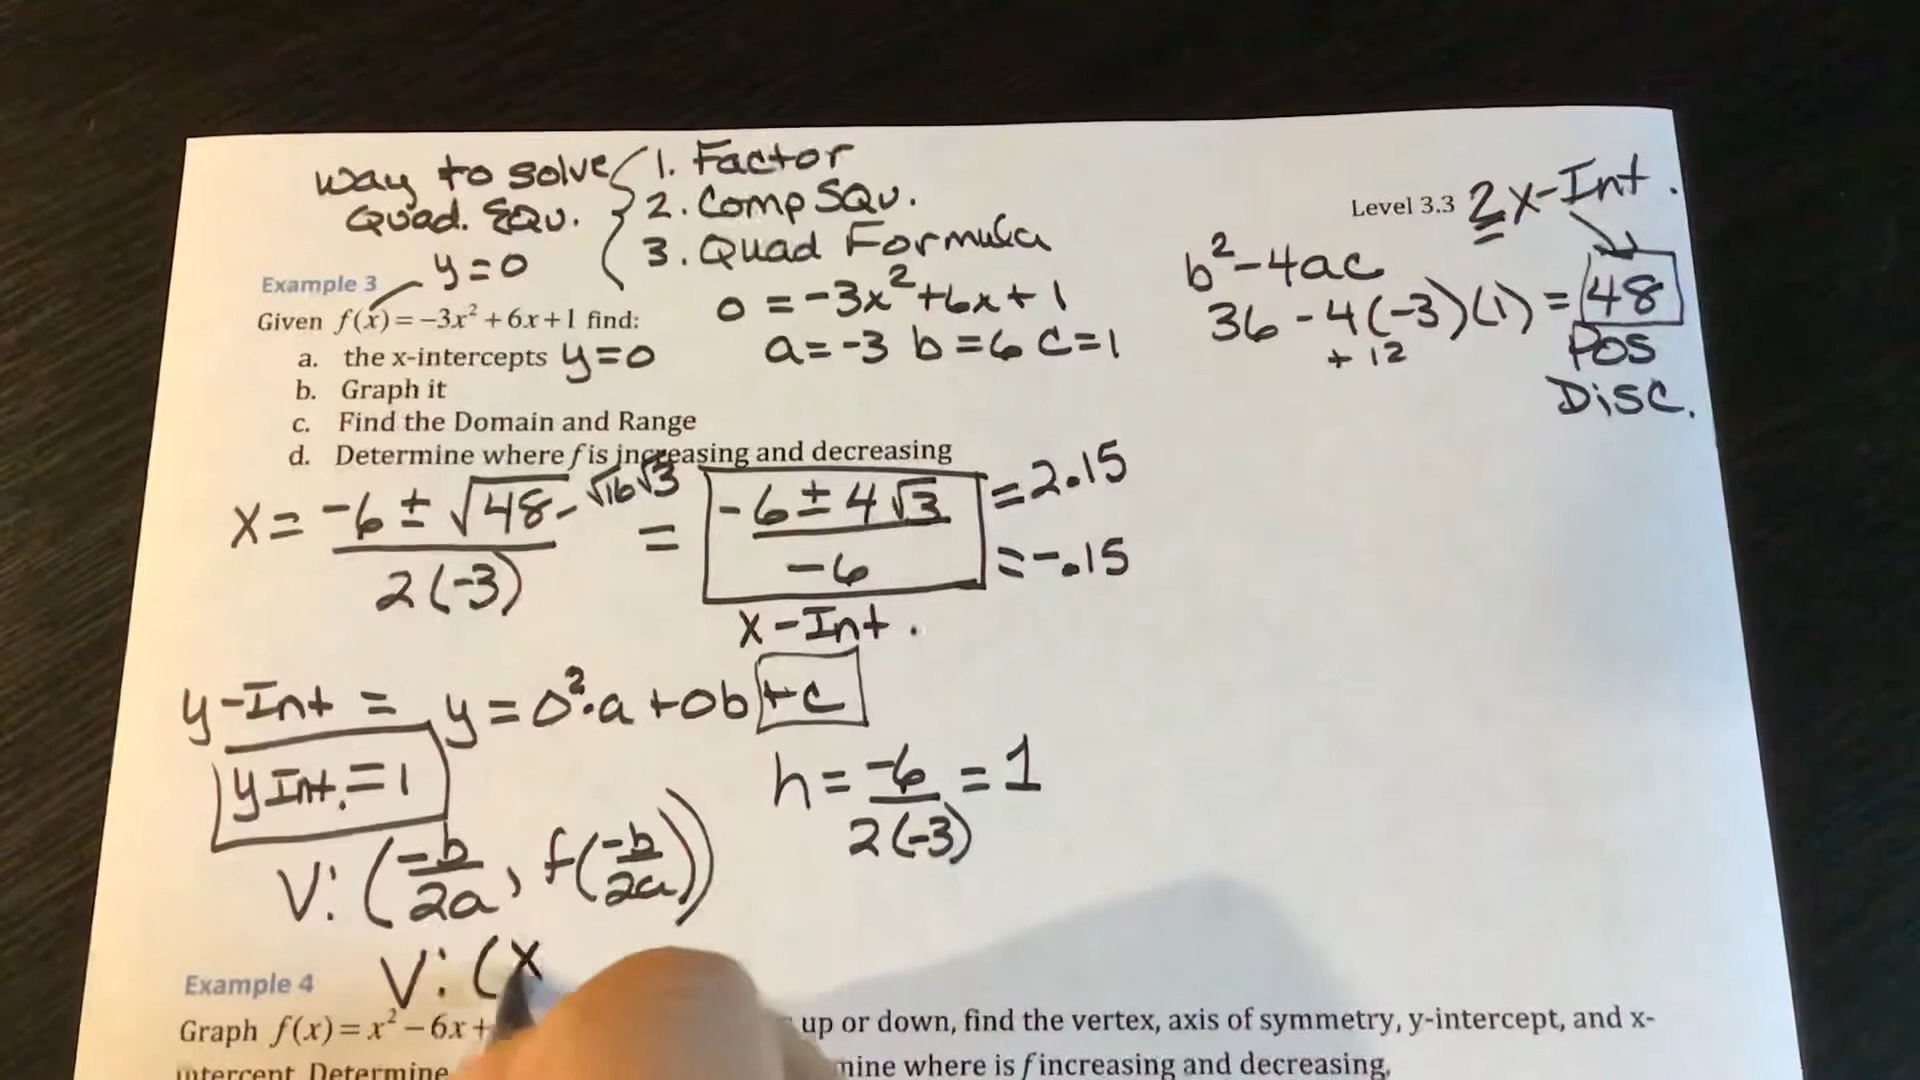 way to solve 1. Factor
Quad. EQU. 2. Comp SQU.
3. Quad Formula
Level 3.3 2 x-Int.
y=0
b²-4ac
Example 3
0 = -3x²+6x+1
36 -4(-3)(1) = 48
Given f(x)=−3x²+6x+1 find:
a=-3 b=6 c=1
+12
Pos
Disc.
a. the x-intercepts y=0
b. Graph it
c. Find the Domain and Range
d. Determine where f is increasing and decreasing
x = (-6 ± √48)/(2(-3)) √16√3 = (-6 ± 4√3)/-6 = 2.15
= -.15
x-Int.
y-Int = y = 0²·a+0b+c
y Int. = 1
h = -6/(2(-3)) = 1
V: (-b/2a, f(-b/2a))
V: (x
Example 4
Graph f(x)=x²−6x+ up or down, find the vertex, axis of symmetry, y-intercept, and x-
intercept. Determine where is f increasing and decreasing.